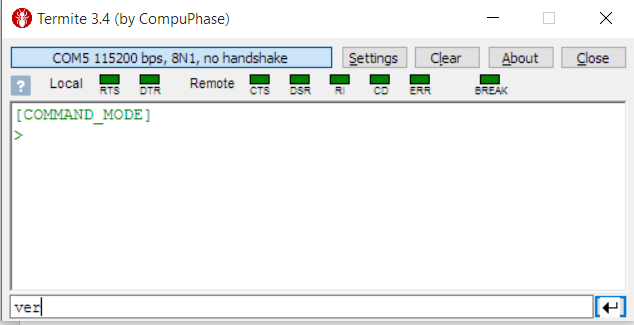 Termite 3.4 (by CompuPhase)
COM5 115200 bps, 8N1, no handshake Settings Clear About Close
? Local RTS DTR Remote CTS DSR RI CD ERR BREAK
[COMMAND_MODE]
>
ver